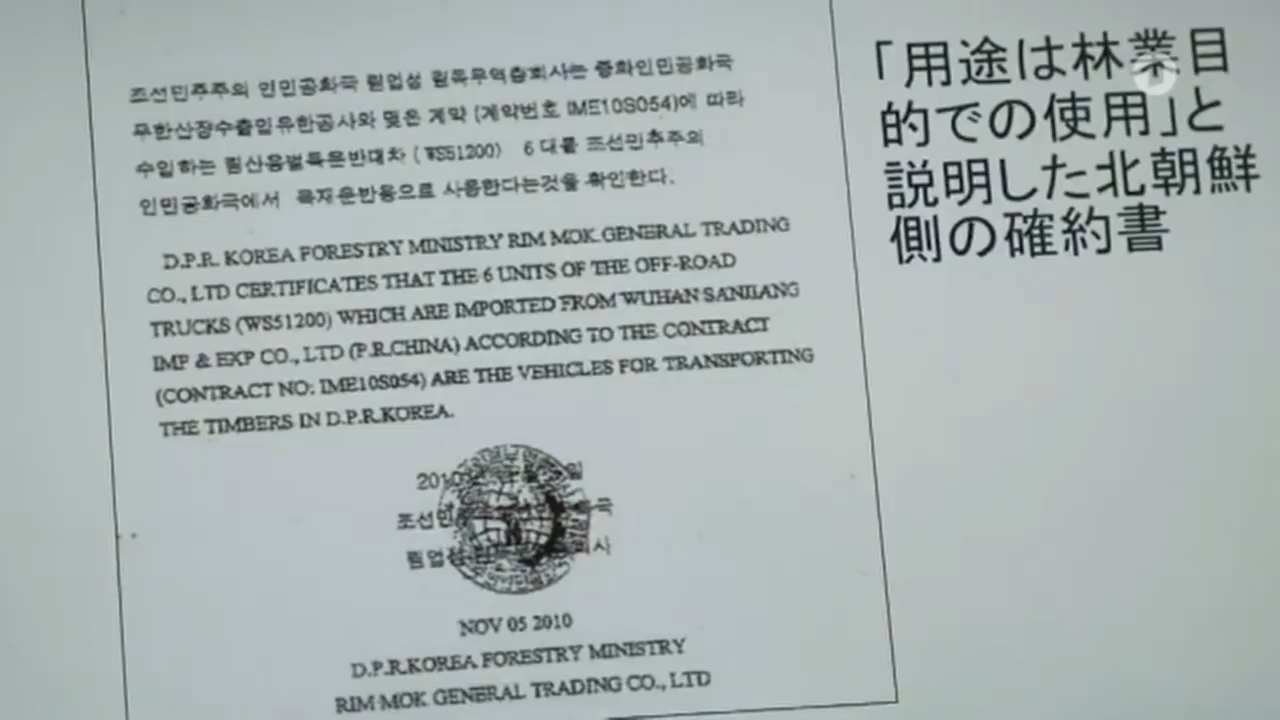 조선민주주의 인민공화국 림업성 림목무역총회사는 중화인민공화국
무한산장수출입유한공사와 맺은 계약 (계약번호 IME10S054)에 따라
수입하는 림산용벌목운반대차 (WS51200) 6 대를 조선민주주의
인민공화국에서 목재운반용으로 사용한다는것을 확인한다.
D.P.R. KOREA FORESTRY MINISTRY RIM MOK GENERAL TRADING
CO., LTD CERTIFICATES THAT THE 6 UNITS OF THE OFF-ROAD
TRUCKS (WS51200) WHICH ARE IMPORTED FROM WUHAN SANJIANG
IMP & EXP CO., LTD (P.R.CHINA) ACCORDING TO THE CONTRACT
(CONTRACT NO: IME10S054) ARE THE VEHICLES FOR TRANSPORTING
THE TIMBERS IN D.P.R.KOREA.
2010 일
조선민
림업성
NOV 05 2010
D.P.R.KOREA FORESTRY MINISTRY
RIM MOK GENERAL TRADING CO., LTD
「用途は林業目
的での使用」と
説明した北朝鮮
側の確約書